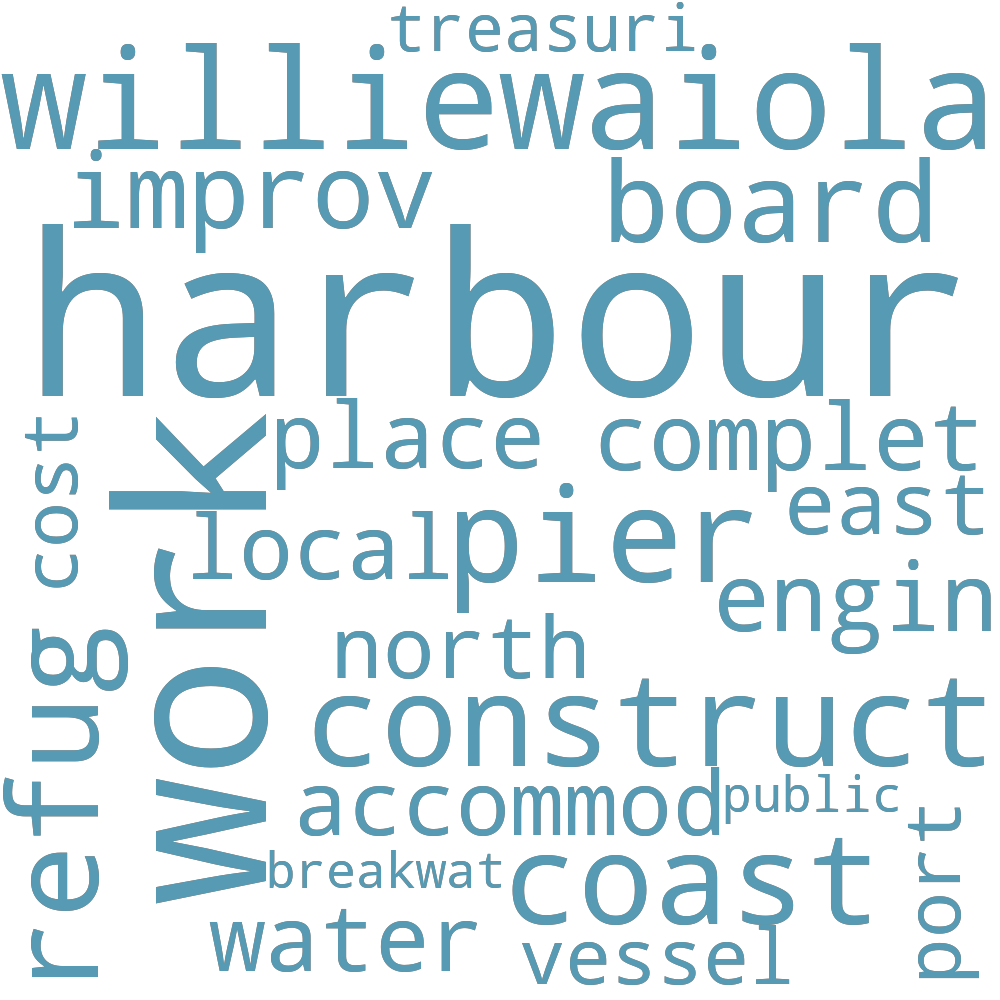 treasuri
williewaiola
improv
board
harbour
cost
work
place
complet
east
local
pier
engin
refug
north
construct
accommod
public
port
breakwat
coast
water
vessel